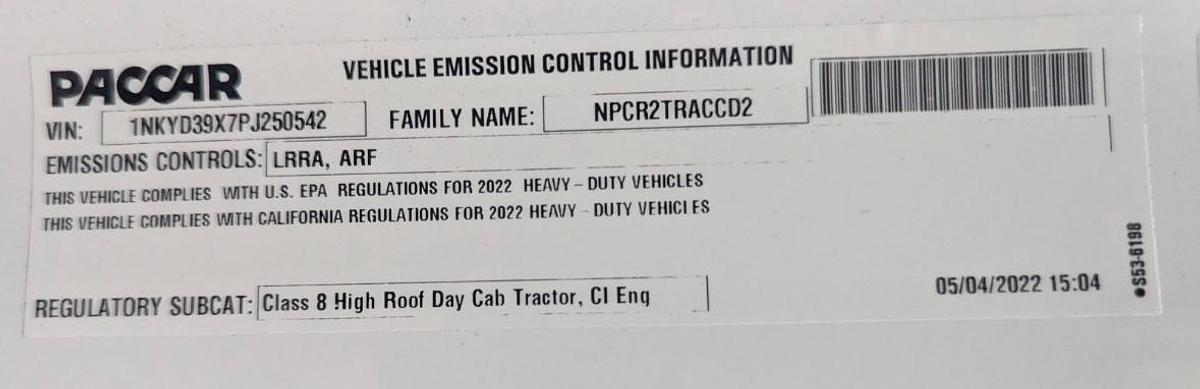 PACCAR
VEHICLE EMISSION CONTROL INFORMATION
VIN: 1NKYD39X7PJ250542 FAMILY NAME: NPCR2TRACCD2
EMISSIONS CONTROLS: LRRA, ARF
THIS VEHICLE COMPLIES WITH U.S. EPA REGULATIONS FOR 2022 HEAVY - DUTY VEHICLES
THIS VEHICLE COMPLIES WITH CALIFORNIA REGULATIONS FOR 2022 HEAVY - DUTY VEHICLES
REGULATORY SUBCAT: Class 8 High Roof Day Cab Tractor, CI Eng
05/04/2022 15:04
●S53-6198